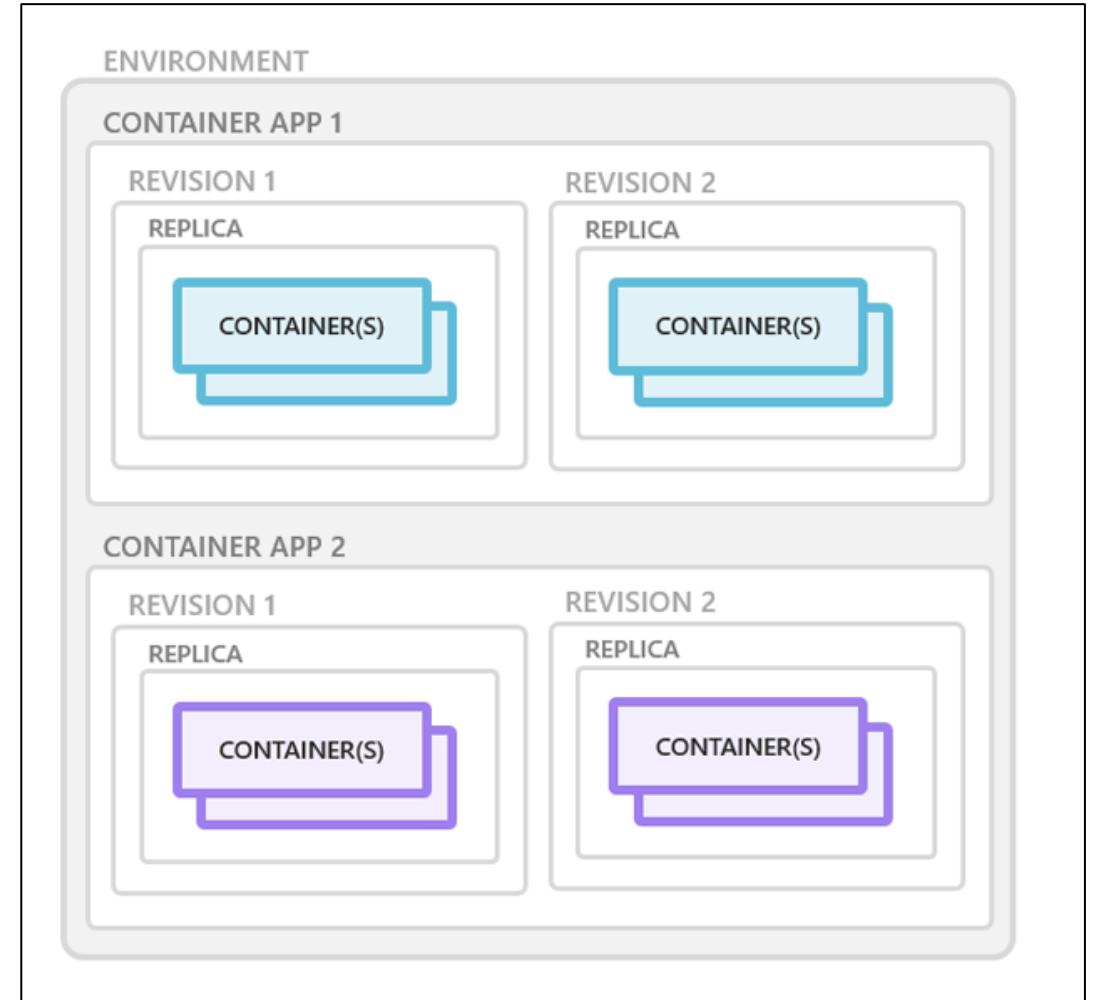 ENVIRONMENT
CONTAINER APP 1
REVISION 1
REVISION 2
REPLICA
REPLICA
CONTAINER(S)
CONTAINER(S)
CONTAINER APP 2
REVISION 1
REVISION 2
REPLICA
REPLICA
CONTAINER(S)
CONTAINER(S)